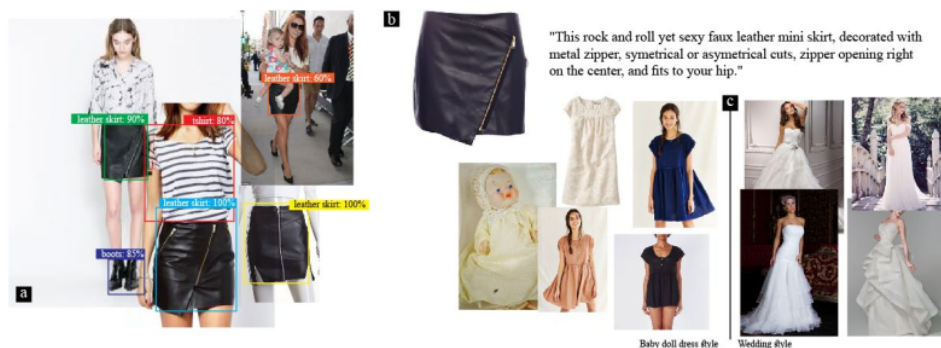 a
leather skirt: 90%
tshirt: 80%
leather skirt: 60%
leather skirt: 100%
leather skirt: 100%
boots: 85%
b
"This rock and roll yet sexy faux leather mini skirt, decorated with
metal zipper, symetrical or asymetrical cuts, zipper opening right
on the center, and fits to your hip."
c
Baby doll dress style
Wedding style